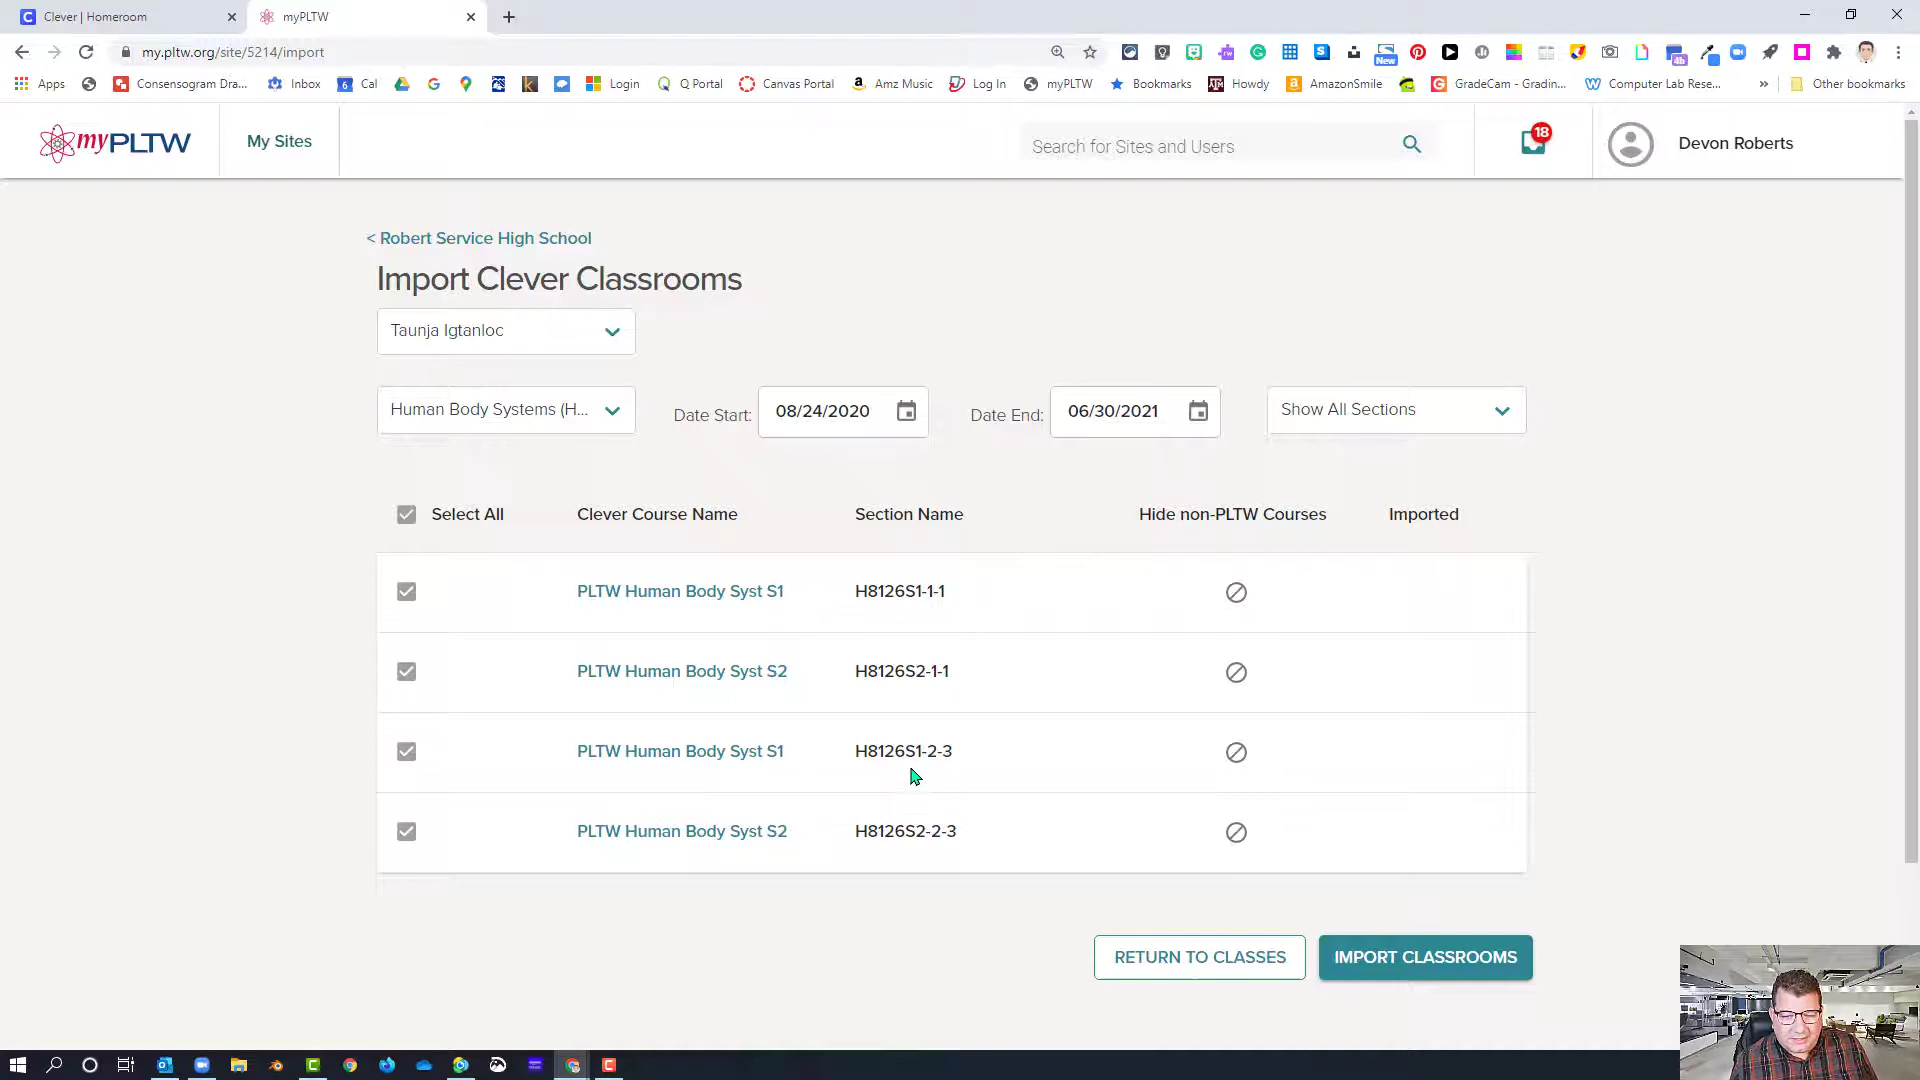 Clever | Homeroom
myPLTW
my.pltw.org/site/5214/import
New
4b
Apps
Consensogram Dra...
Inbox
6
Cal
Login
Q Portal
Canvas Portal
Amz Music
Log In
myPLTW
Bookmarks
Howdy
AmazonSmile
GradeCam - Gradin...
Computer Lab Rese...
»
Other bookmarks
myPLTW
My Sites
Search for Sites and Users
18
Devon Roberts
< Robert Service High School
Import Clever Classrooms
Taunja Igtanloc
Human Body Systems (H...
Date Start:
08/24/2020
Date End:
06/30/2021
Show All Sections
Select All
Clever Course Name
Section Name
Hide non-PLTW Courses
Imported
PLTW Human Body Syst S1
H8126S1-1-1
PLTW Human Body Syst S2
H8126S2-1-1
PLTW Human Body Syst S1
H8126S1-2-3
PLTW Human Body Syst S2
H8126S2-2-3
RETURN TO CLASSES
IMPORT CLASSROOMS